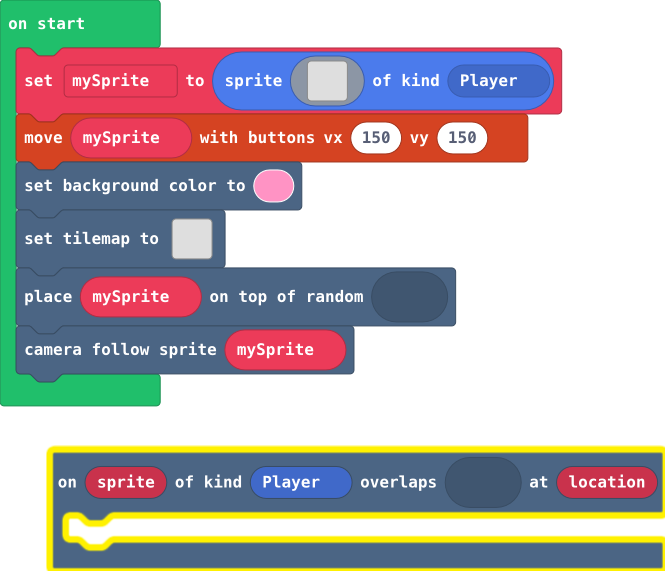 on start
set mySprite to sprite of kind Player
move mySprite with buttons vx 150 vy 150
set background color to
set tilemap to
place mySprite on top of random
camera follow sprite mySprite
on sprite of kind Player overlaps at location